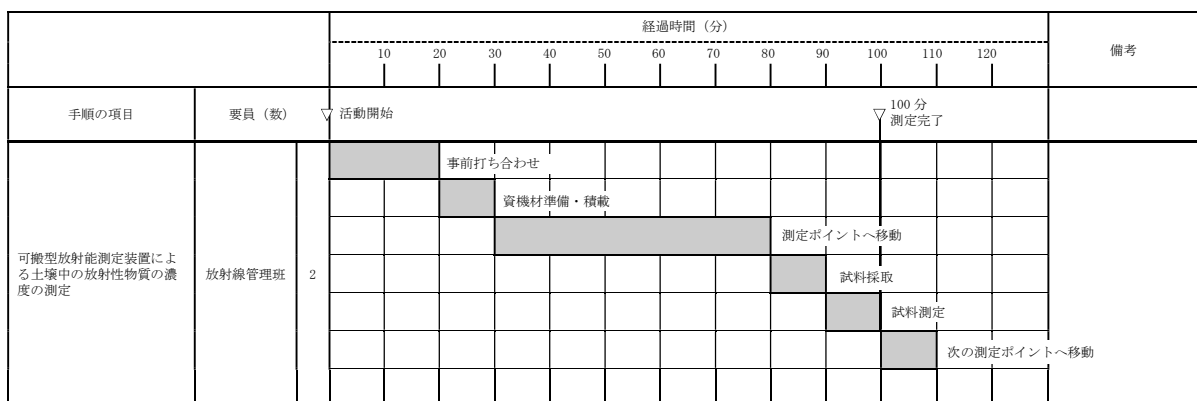 経過時間（分）
備考
10 20 30 40 50 60 70 80 90 100 110 120
手順の項目
要員（数）
▽ 活動開始
▽ 100 分
測定完了
事前打ち合わせ
資機材準備・積載
測定ポイントへ移動
可搬型放射能測定装置によ
る土壌中の放射性物質の濃
度の測定
放射線管理班
2
試料採取
試料測定
次の測定ポイントへ移動